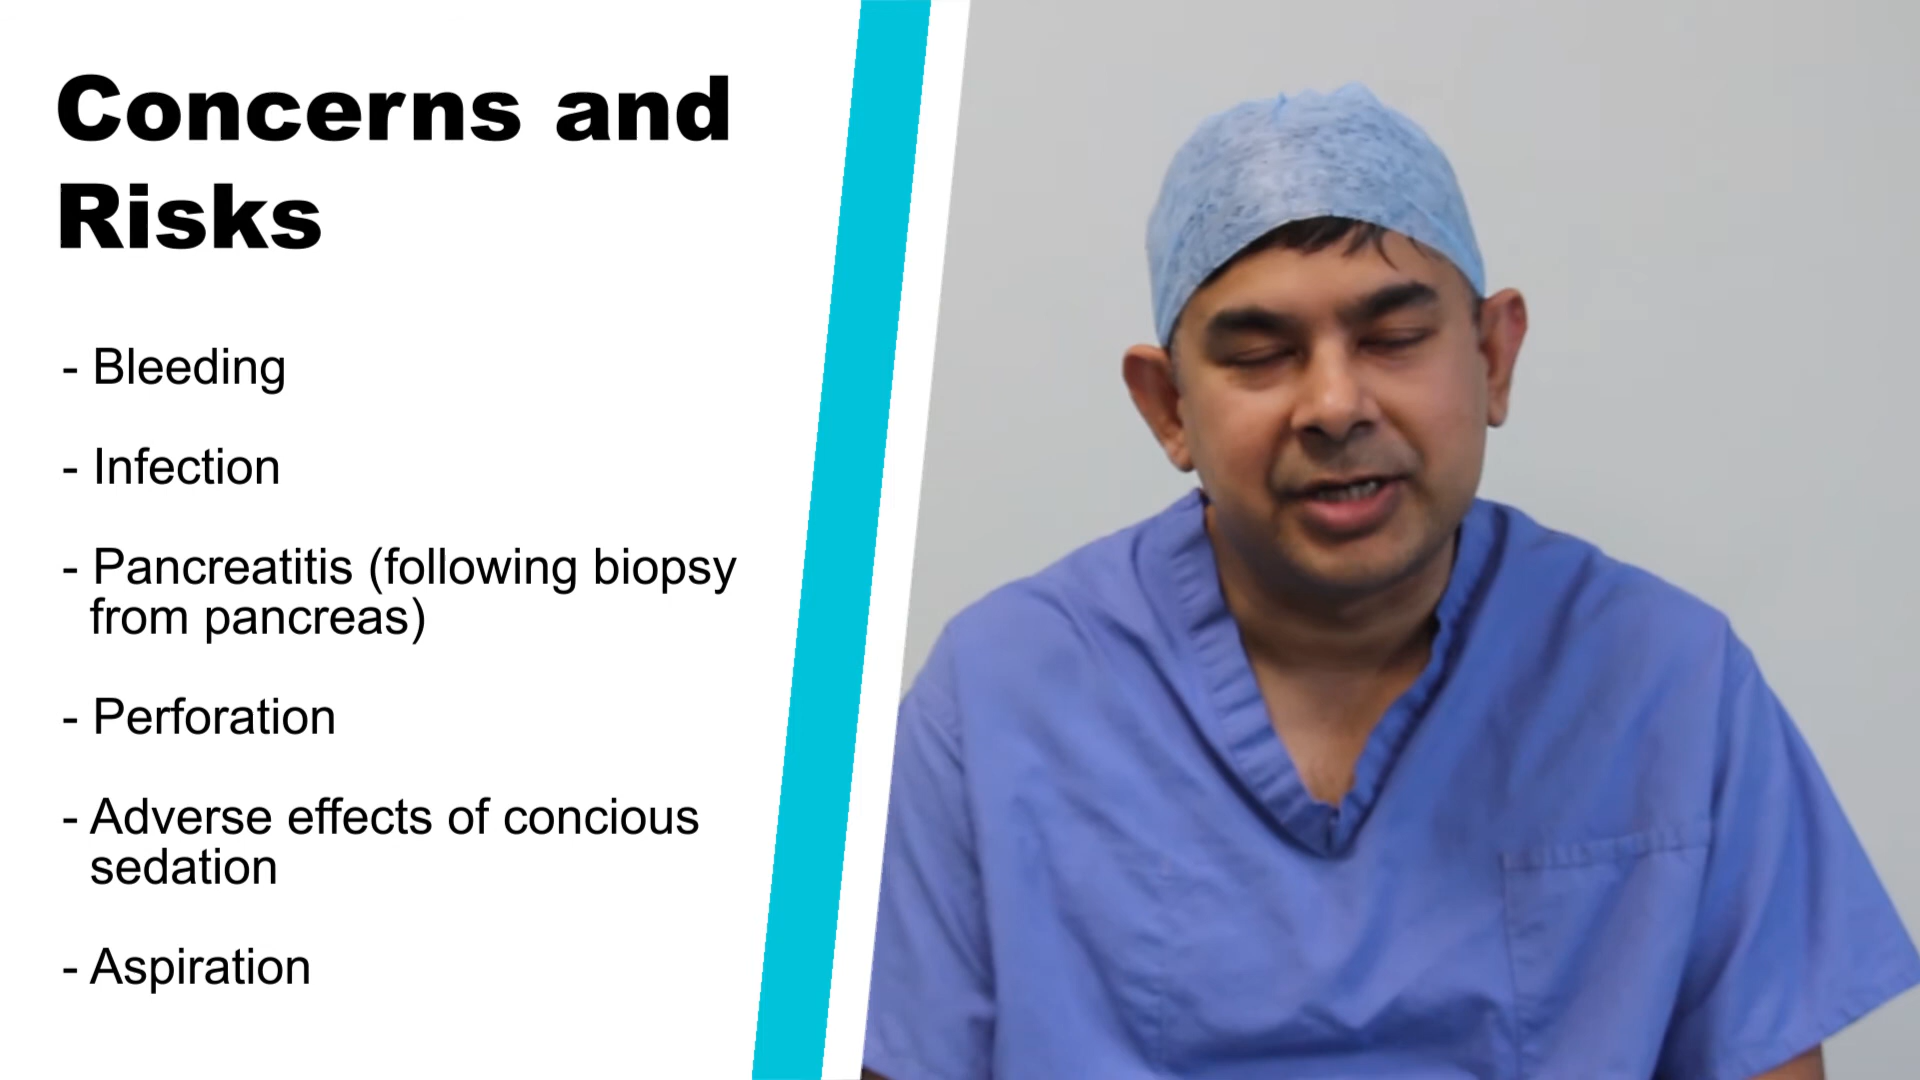 Concerns and
Risks
- Bleeding
- Infection
- Pancreatitis (following biopsy
from pancreas)
- Perforation
- Adverse effects of concious
sedation
- Aspiration